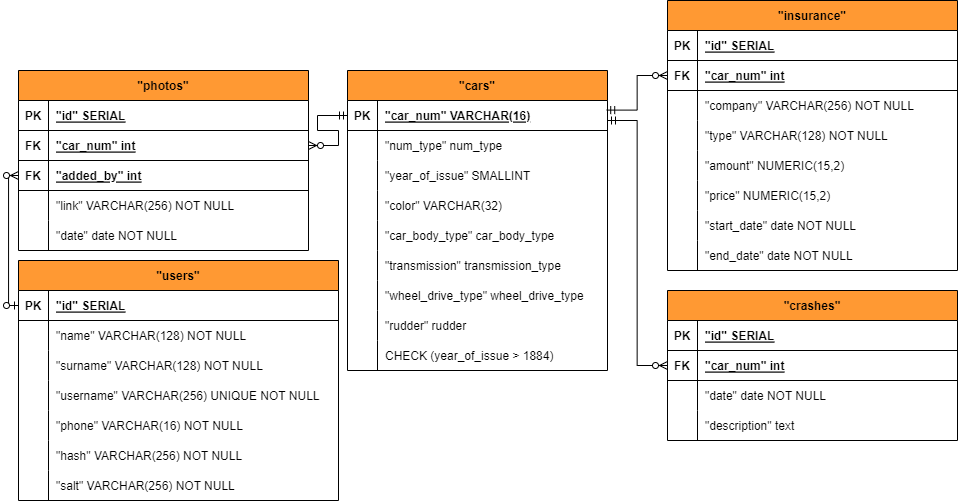 "photos"
PK "id" SERIAL
FK "car_num" int
FK "added_by" int
"link" VARCHAR(256) NOT NULL
"date" date NOT NULL
"users"
PK "id" SERIAL
"name" VARCHAR(128) NOT NULL
"surname" VARCHAR(128) NOT NULL
"username" VARCHAR(256) UNIQUE NOT NULL
"phone" VARCHAR(16) NOT NULL
"hash" VARCHAR(256) NOT NULL
"salt" VARCHAR(256) NOT NULL
"cars"
PK "car_num" VARCHAR(16)
"num_type" num_type
"year_of_issue" SMALLINT
"color" VARCHAR(32)
"car_body_type" car_body_type
"transmission" transmission_type
"wheel_drive_type" wheel_drive_type
"rudder" rudder
CHECK (year_of_issue > 1884)
"insurance"
PK "id" SERIAL
FK "car_num" int
"company" VARCHAR(256) NOT NULL
"type" VARCHAR(128) NOT NULL
"amount" NUMERIC(15,2)
"price" NUMERIC(15,2)
"start_date" date NOT NULL
"end_date" date NOT NULL
"crashes"
PK "id" SERIAL
FK "car_num" int
"date" date NOT NULL
"description" text